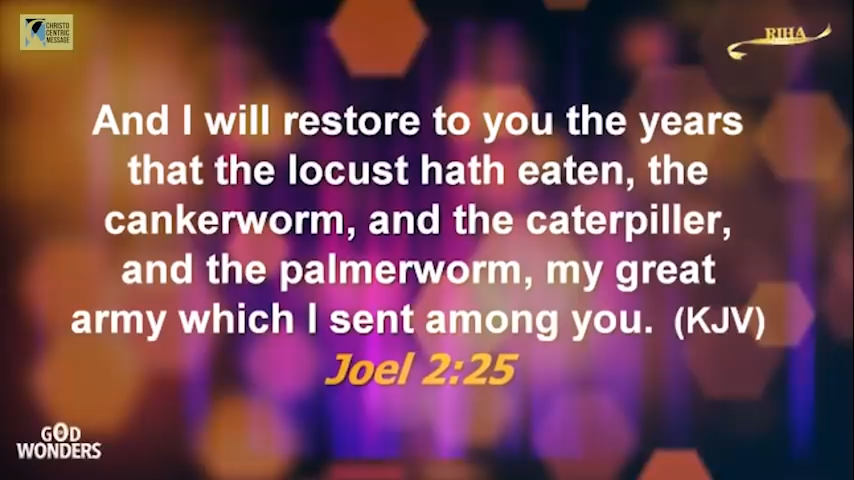 CHRISTO
CENTRIC
MESSAGE
RIHA
And I will restore to you the years
that the locust hath eaten, the
cankerworm, and the caterpiller,
and the palmerworm, my great
army which I sent among you. (KJV)
Joel 2:25
GOD
WONDERS